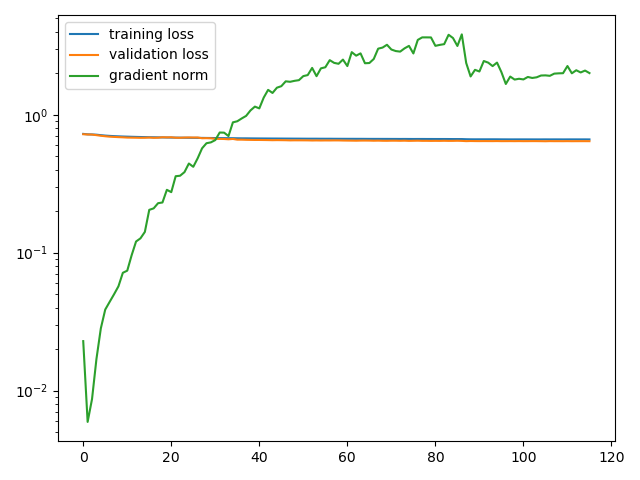 training loss
validation loss
gradient norm
10⁰
10⁻¹
10⁻²
0 20 40 60 80 100 120